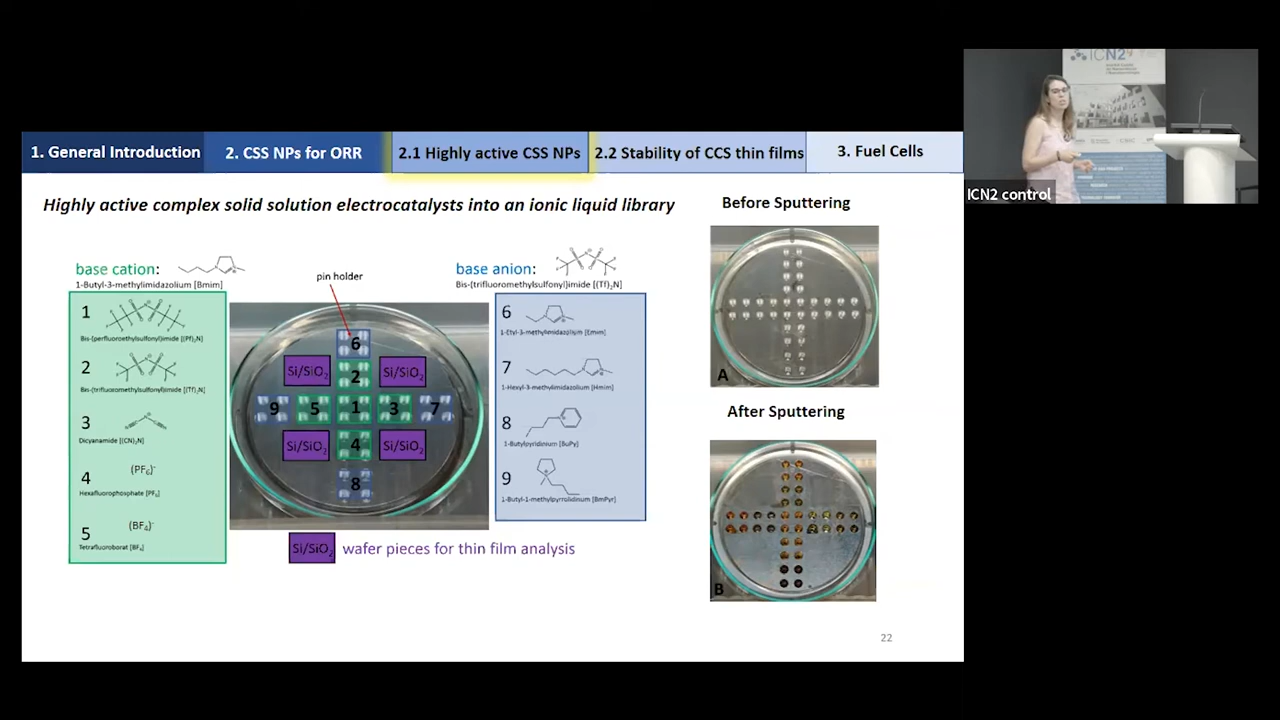 1. General Introduction
2. CSS NPs for ORR
2.1 Highly active CSS NPs
2.2 Stability of CCS thin films
3. Fuel Cells
ICN2
ICN2 control
Highly active complex solid solution electrocatalysts into an ionic liquid library
base cation:
1-Butyl-3-methylimidazolium [Bmim]
1
Bis-(perfluoroethylsulfonyl)imide [(Pf)₂N]
2
Bis-(trifluoromethylsulfonyl)imide [(Tf)₂N]
3
Dicyanamide [(CN)₂N]
4
(PF₆)⁻
Hexafluorophosphate [PF₆]
5
(BF₄)⁻
Tetrafluoroborat [BF₄]
pin holder
6
Si/SiO₂
2
Si/SiO₂
9
5
1
3
7
Si/SiO₂
4
Si/SiO₂
8
Si/SiO₂ wafer pieces for thin film analysis
base anion:
Bis-(trifluoromethylsulfonyl)imide [(Tf)₂N]
6
1-Etyl-3-methylimidazolium [Emim]
7
1-Hexyl-3-methylimidazolium [Hmim]
8
1-Butylpyridinium [BuPy]
9
1-Butyl-1-methylpyrrolidinum [BmPyr]
Before Sputtering
A
After Sputtering
B
22